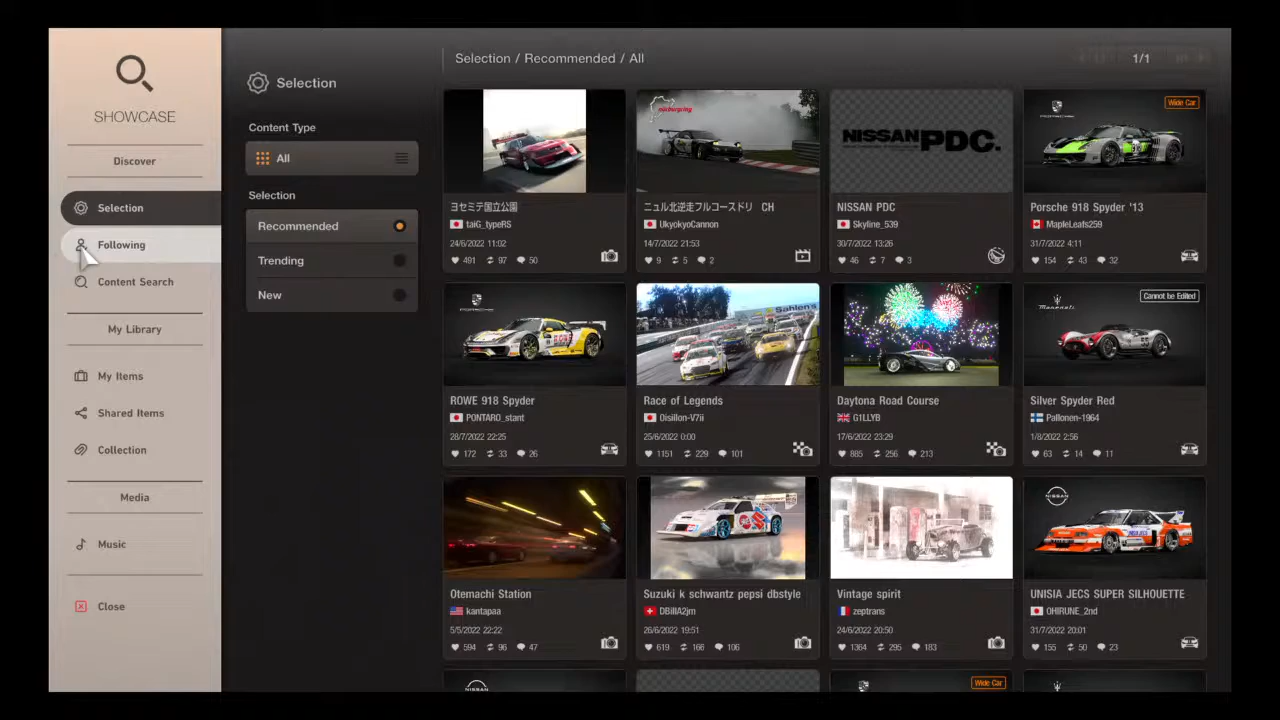 SHOWCASE
Discover
Selection
Following
Content Search
My Library
My Items
Shared Items
Collection
Media
Music
Close
Selection
Content Type
All
Selection
Recommended
Trending
New
Selection / Recommended / All
1/1
ヨセミテ国立公園
taiG_typeRS
24/6/2022 11:02
491 97 50
nürburgring
ニュル北逆走フルコースドリ CH
UkyokyoCannon
14/7/2022 21:53
9 5 2
NISSAN PDC.
NISSAN PDC
Skyline_539
30/7/2022 13:26
46 7 3
PORSCHE
Wide Car
Porsche 918 Spyder '13
MapleLeafs259
31/7/2022 4:11
154 43 32
PORSCHE
ROWE 918 Spyder
PONTARO_stant
28/7/2022 22:25
172 33 26
Sahlen's
Race of Legends
Oisillon-V7ii
25/6/2022 0:00
1151 229 101
Daytona Road Course
G1LLYB
17/6/2022 23:29
885 256 213
Maserati
Cannot be Edited
Silver Spyder Red
Pallonen-1964
1/8/2022 2:56
63 14 11
Otemachi Station
kantapaa
5/5/2022 22:22
594 96 47
Suzuki k schwantz pepsi dbstyle
DBillA2jm
26/6/2022 19:51
619 166 106
Vintage spirit
zeptrans
24/6/2022 20:50
1364 295 183
NISSAN
UNISIA JECS SUPER SILHOUETTE
OHIRUNE_2nd
31/7/2022 20:01
155 50 23
NISSAN
Wide Car